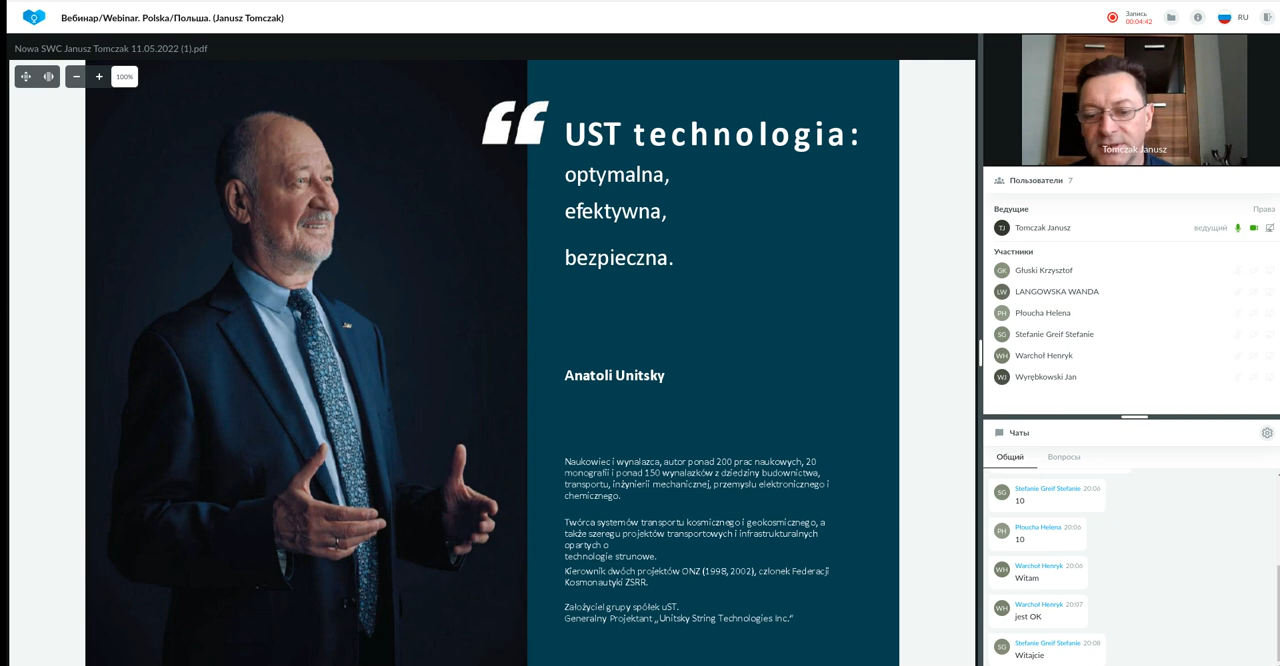 Вебинар/Webinar. Polska/Польша. (Janusz Tomczak)
Запись
00:04:42
RU
Nowa SWC Janusz Tomczak 11.05.2022 (1).pdf
100%
“
UST technologia:
optymalna,
efektywna,
bezpieczna.
Anatoli Unitsky
Naukowiec i wynalazca, autor ponad 200 prac naukowych, 20
monografii i ponad 150 wynalazków z dziedziny budownictwa,
transportu, inżynierii mechanicznej, przemysłu elektronicznego i
chemicznego.
Twórca systemów transportu kosmicznego i geokosmicznego, a
także szeregu projektów transportowych i infrastrukturalnych
opartych o
technologie strunowe.
Kierownik dwóch projektów ONZ (1998, 2002), członek Federacji
Kosmonautyki ZSRR.
Założyciel grupy spółek uST.
Generalny Projektant „Unitsky String Technologies Inc.”
Tomczak Janusz
Пользователи 7
Ведущие Права
TJ Tomczak Janusz ведущий
Участники
GK Głuski Krzysztof
LW LANGOWSKA WANDA
PH Płoucha Helena
SG Stefanie Greif Stefanie
WH Warchoł Henryk
WJ Wyrębkowski Jan
Чаты
Общий Вопросы
SG Stefanie Greif Stefanie 20:06
10
PH Płoucha Helena 20:06
10
WH Warchoł Henryk 20:06
Witam
WH Warchoł Henryk 20:07
jest OK
SG Stefanie Greif Stefanie 20:08
Witajcie